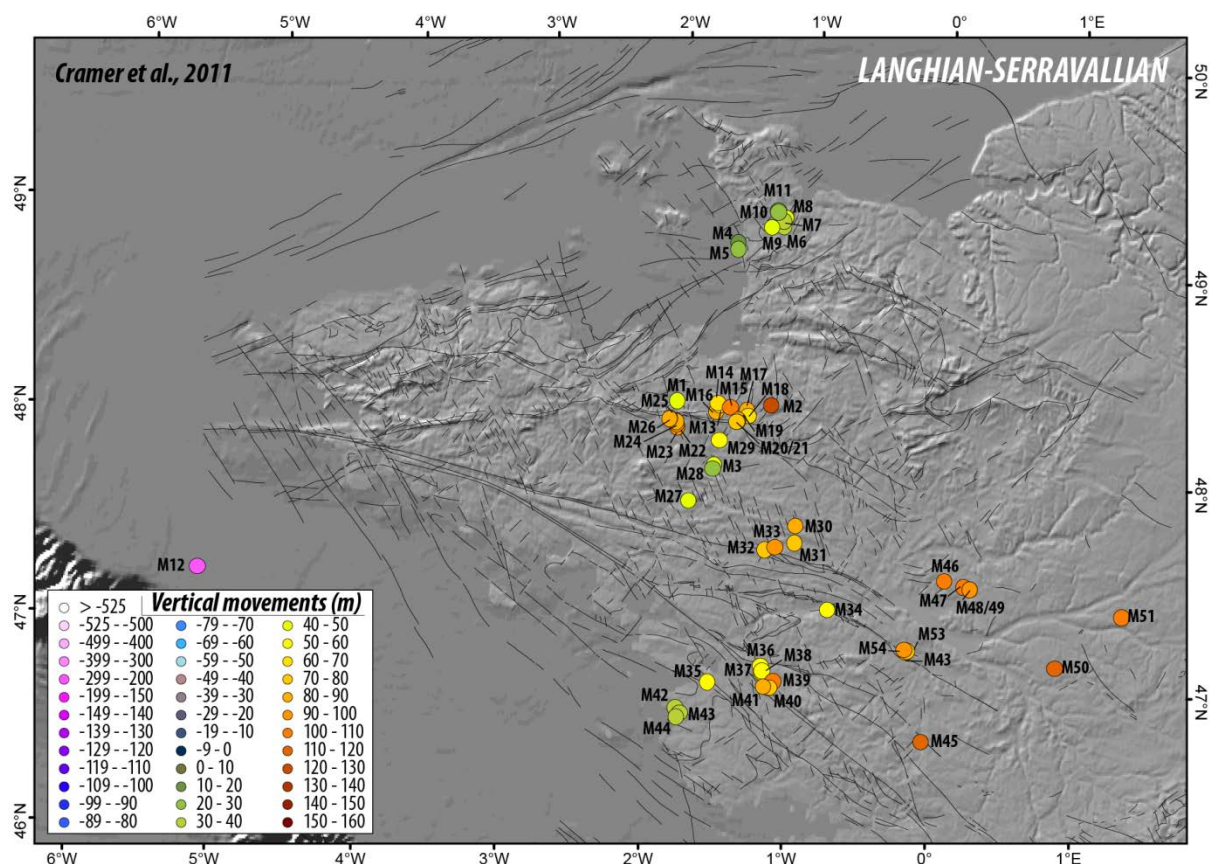 6°W 5°W 4°W 3°W 2°W 1°W 0° 1°E
Cramer et al., 2011
LANGHIAN-SERRAVALLIAN
50°N
49°N
49°N
48°N
48°N
47°N
47°N
46°N
M11
M10 M8
M7
M4
M5 M9 M6
M14 M17
M1 M16 M15 M18
M25 M2
M26 M13 M19
M24 M23 M22 M29 M20/21
M28 M3
M27
M33 M30
M32 M31
M12
M46
M47 M48/49
M34 M51
M53
M54 M43
M36 M38
M35 M37 M50
M39
M42 M41 M40
M43
M44
M45
Vertical movements (m)
> -525
-525 - -500
-499 - -400
-399 - -300
-299 - -200
-199 - -150
-149 - -140
-139 - -130
-129 - -120
-119 - -110
-109 - -100
-99 - -90
-89 - -80
-79 - -70
-69 - -60
-59 - -50
-49 - -40
-39 - -30
-29 - -20
-19 - -10
-9 - 0
0 - 10
10 - 20
20 - 30
30 - 40
40 - 50
50 - 60
60 - 70
70 - 80
80 - 90
90 - 100
100 - 110
110 - 120
120 - 130
130 - 140
140 - 150
150 - 160
6°W 5°W 4°W 3°W 2°W 1°W 0° 1°E